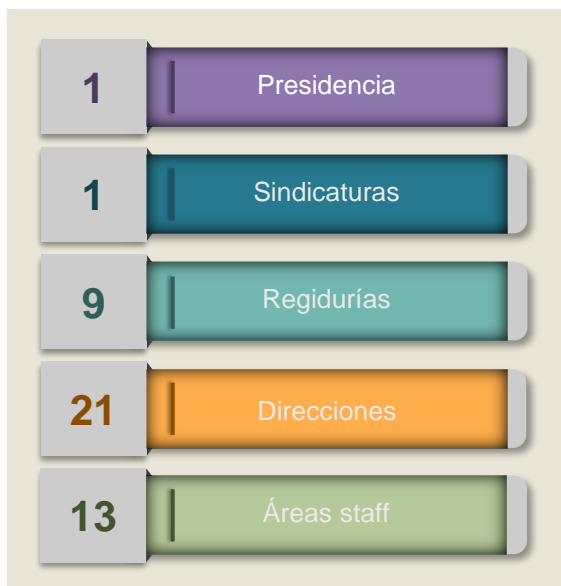 1 Presidencia
1 Sindicaturas
9 Regidurías
21 Direcciones
13 Áreas staff